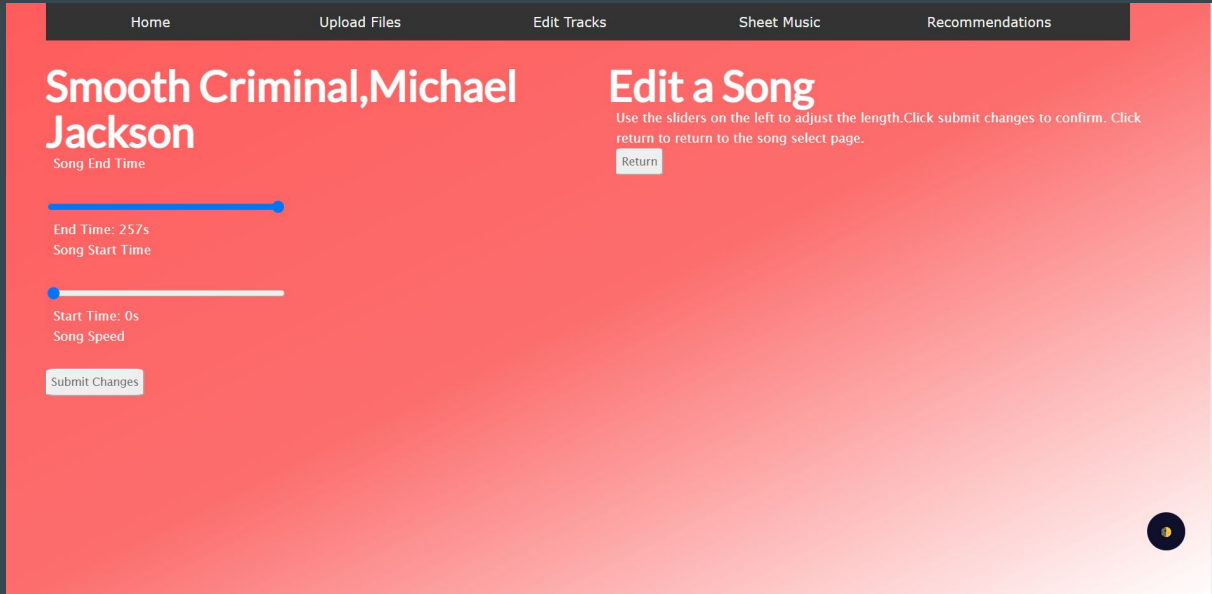 Home Upload Files Edit Tracks Sheet Music Recommendations
Smooth Criminal,Michael
Jackson
Song End Time
End Time: 257s
Song Start Time
Start Time: 0s
Song Speed
Submit Changes
Edit a Song
Use the sliders on the left to adjust the length.Click submit changes to confirm. Click
return to return to the song select page.
Return